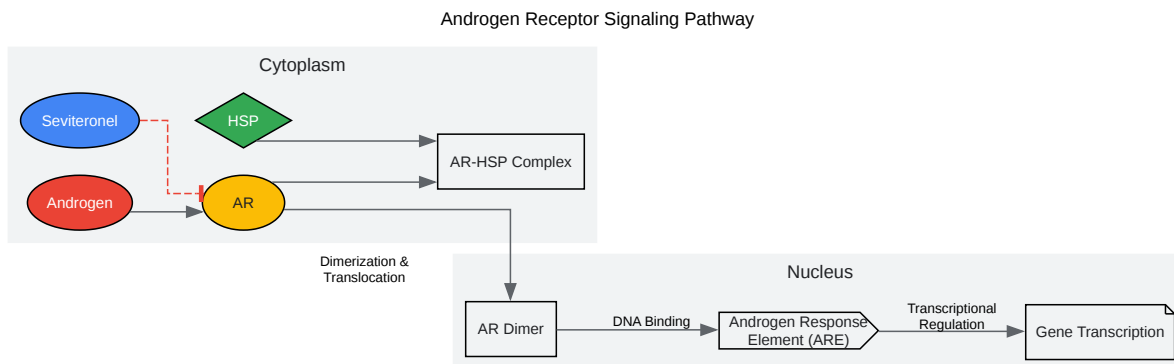 Androgen Receptor Signaling Pathway
Cytoplasm
Seviteronel
HSP
AR-HSP Complex
Androgen
AR
Dimerization &
Translocation
Nucleus
AR Dimer
DNA Binding
Androgen Response
Element (ARE)
Transcriptional
Regulation
Gene Transcription